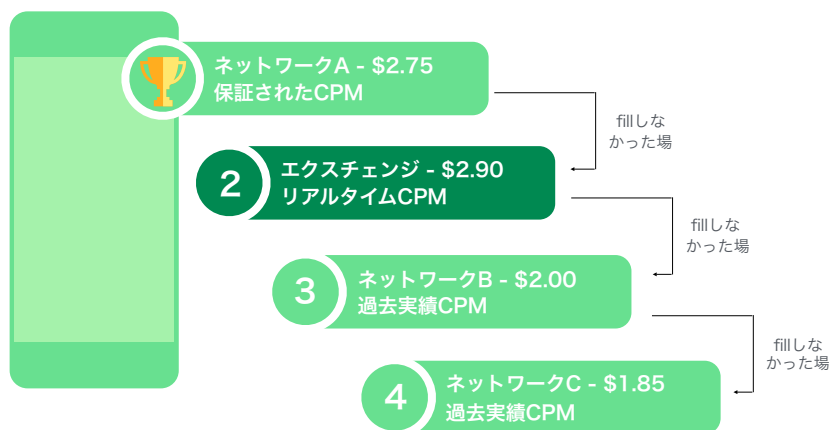 ネットワークA - $2.75
保証されたCPM
fillしな
かった場
2
エクスチェンジ - $2.90
リアルタイムCPM
fillしな
かった場
3
ネットワークB - $2.00
過去実績CPM
fillしな
かった場
4
ネットワークC - $1.85
過去実績CPM